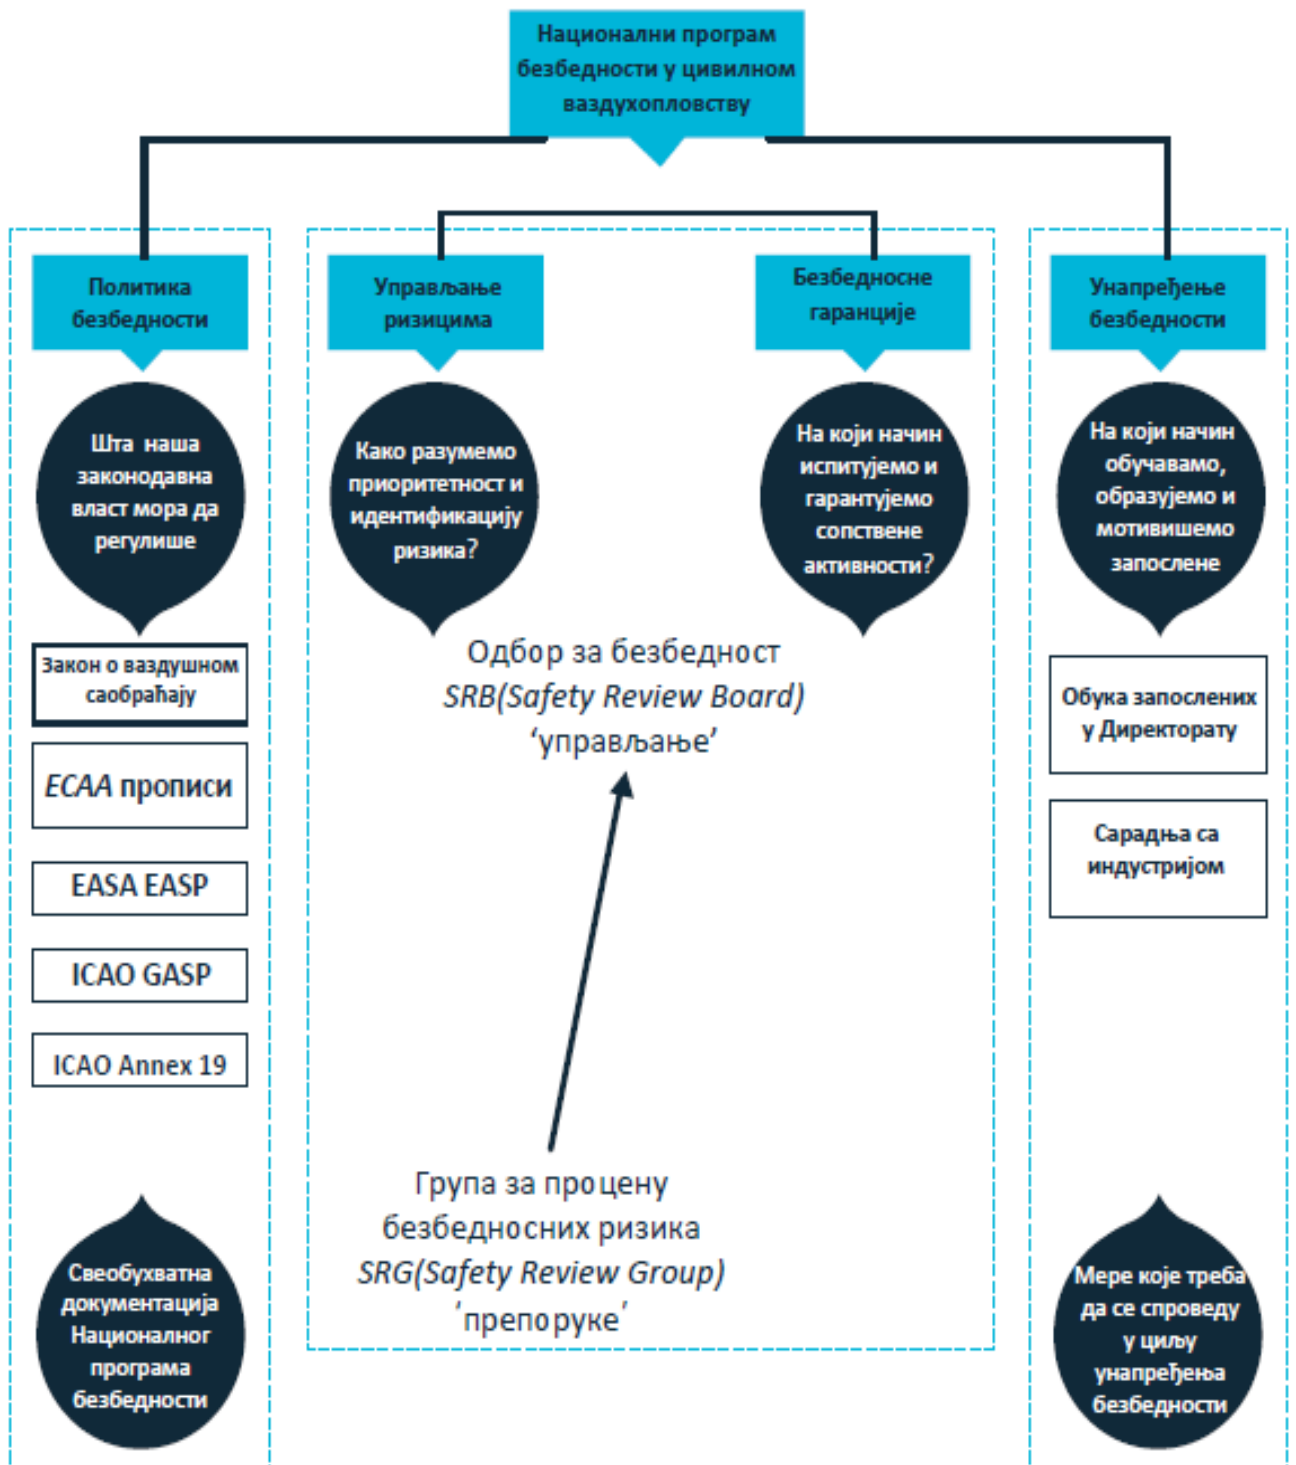 Национални програм
безбедности у цивилном
ваздухопловству
Политика
безбедности
Управљање
ризицима
Безбедносне
гаранције
Унапређење
безбедности
Шта наша
законодавна
власт мора да
регулише
Како разумемо
приоритетност и
идентификацију
ризика?
На који начин
испитујемо и
гарантујемо
сопствене
активности?
На који начин
обучавамо,
образујемо и
мотивишемо
запослене
Закон о ваздушном
саобраћају
ECAA прописи
EASA EASP
ICAO GASP
ICAO Annex 19
Одбор за безбедност
SRB(Safety Review Board)
‘управљање’
Обука запослених
у Директорату
Сарадња са
индустријом
Група за процену
безбедносних ризика
SRG(Safety Review Group)
‘препоруке’
Свеобухватна
документација
Националног
програма
безбедности
Мере које треба
да се спроведу
у циљу
унапређења
безбедности